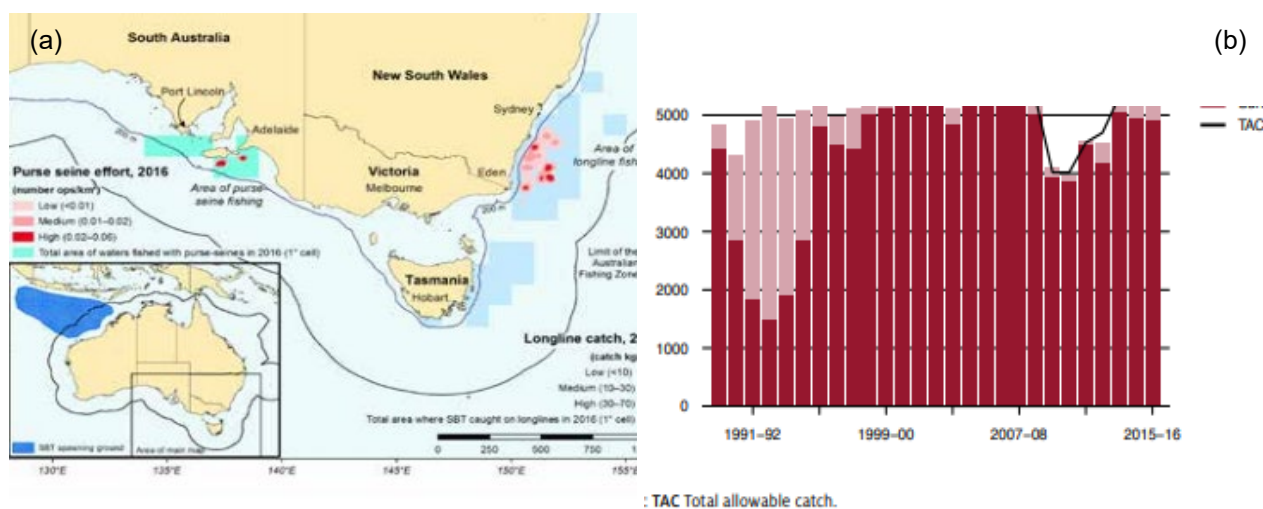 (a)
South Australia
New South Wales
Port Lincoln
Sydney
200 m
Adelaide
Area of
longline fish
Purse seine effort, 2016
(number ops/km²)
Low (<0.01)
Medium (0.01–0.02)
High (0.02–0.06)
Total area of waters fished with purse-seines in 2016 (1° cell)
Area of purse-
seine fishing
Victoria
Melbourne
Eden
200 m
Limit of the
Australian
Fishing Zone
Tasmania
Hobart
Longline catch, 2
(catch kg
Low (<10)
Medium (10–30)
High (30–70)
Total area where SBT caught on longlines in 2016 (1° cell)
SBT spawning ground
Area of main map
0 250 500 750
130°E 135°E 140°E 145°E 150°E 155°E
(b)
TAC
5000
4000
3000
2000
1000
0
1991–92 1999–00 2007–08 2015–16
: TAC Total allowable catch.